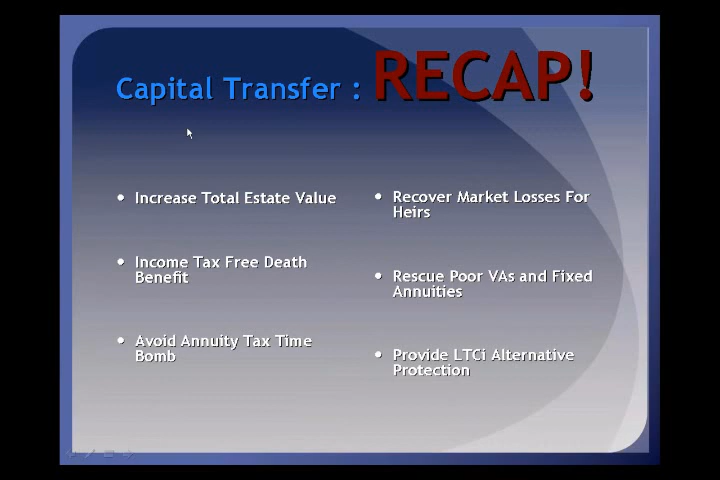 Capital Transfer : RECAP!
Increase Total Estate Value
Income Tax Free Death
Benefit
Avoid Annuity Tax Time
Bomb
Recover Market Losses For
Heirs
Rescue Poor VAs and Fixed
Annuities
Provide LTCi Alternative
Protection